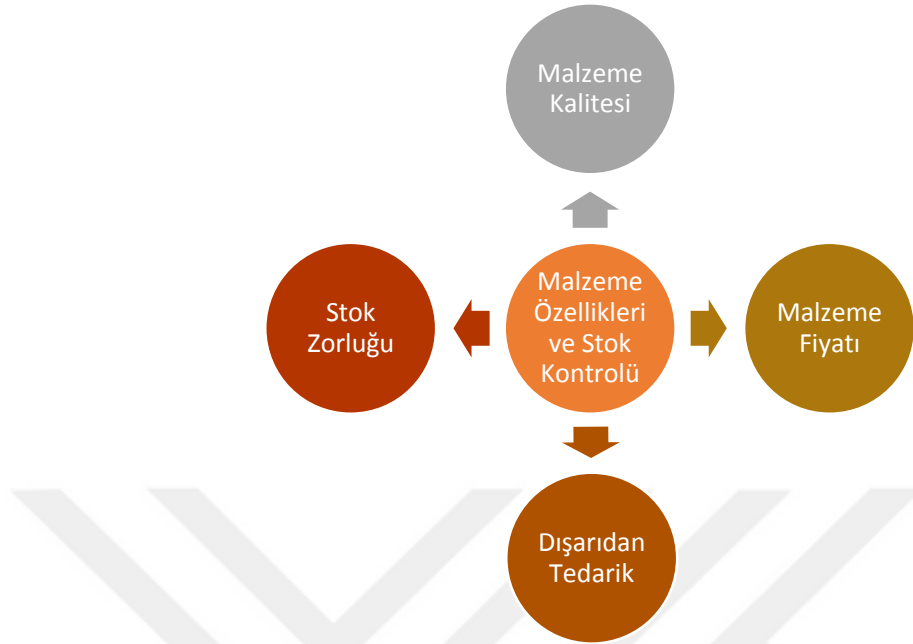 Malzeme
Kalitesi
Stok
Zorluğu
Malzeme
Özellikleri
ve Stok
Kontrolü
Malzeme
Fiyatı
Dışarıdan
Tedarik